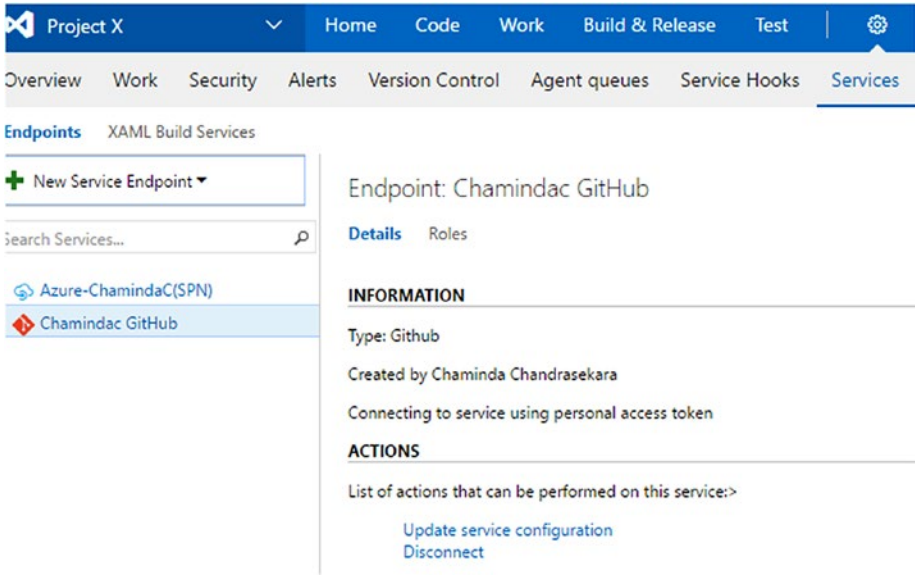 Project X Home Code Work Build & Release Test
Overview Work Security Alerts Version Control Agent queues Service Hooks Services
Endpoints XAML Build Services
New Service Endpoint
Search Services...
Azure-ChamindaC(SPN)
Chamindac GitHub
Endpoint: Chamindac GitHub
Details Roles
INFORMATION
Type: Github
Created by Chaminda Chandrasekara
Connecting to service using personal access token
ACTIONS
List of actions that can be performed on this service:>
Update service configuration
Disconnect